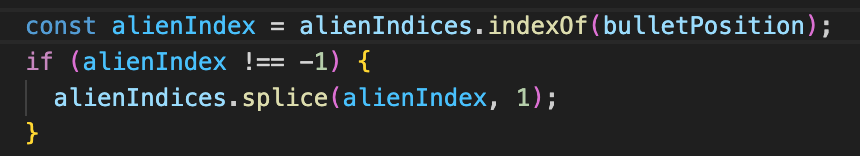 const alienIndex = alienIndices.indexOf(bulletPosition);
if (alienIndex !== -1) {
  alienIndices.splice(alienIndex, 1);
}